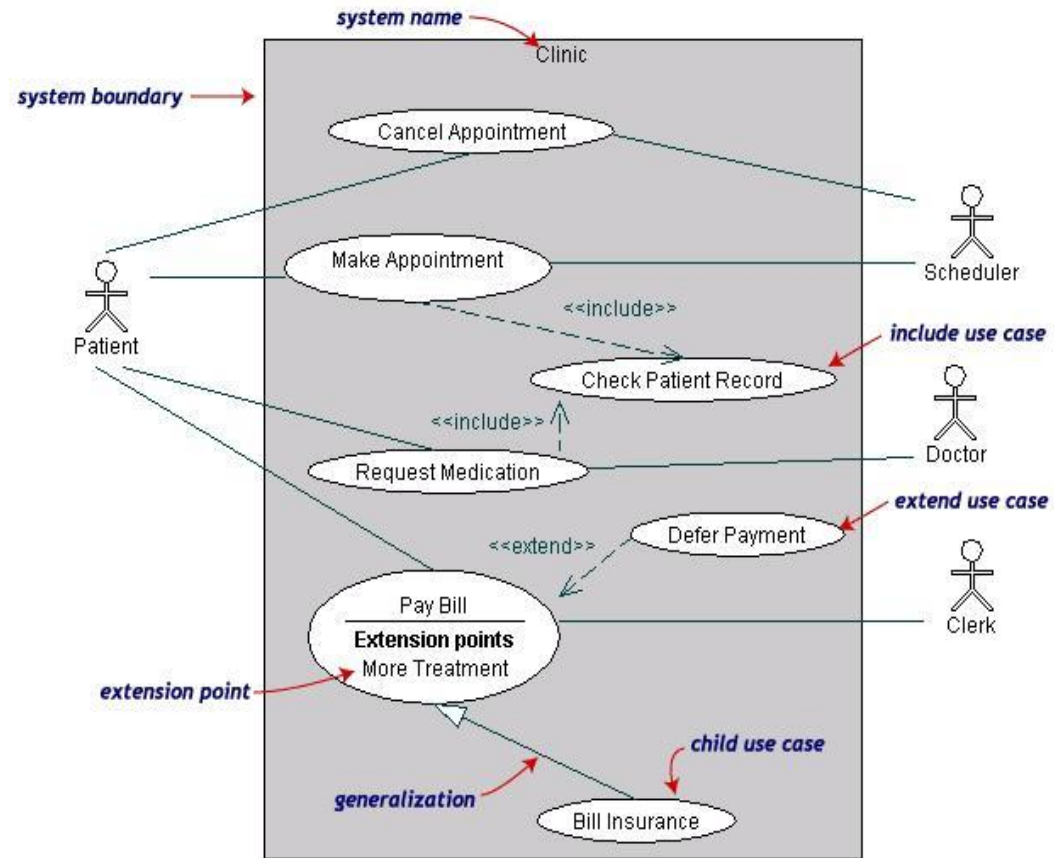 system name
Clinic
system boundary
Cancel Appointment
Make Appointment
Scheduler
<<include>>
Patient
include use case
Check Patient Record
<<include>>
Doctor
Request Medication
extend use case
Defer Payment
<<extend>>
Pay Bill
Clerk
Extension points
More Treatment
extension point
child use case
generalization
Bill Insurance